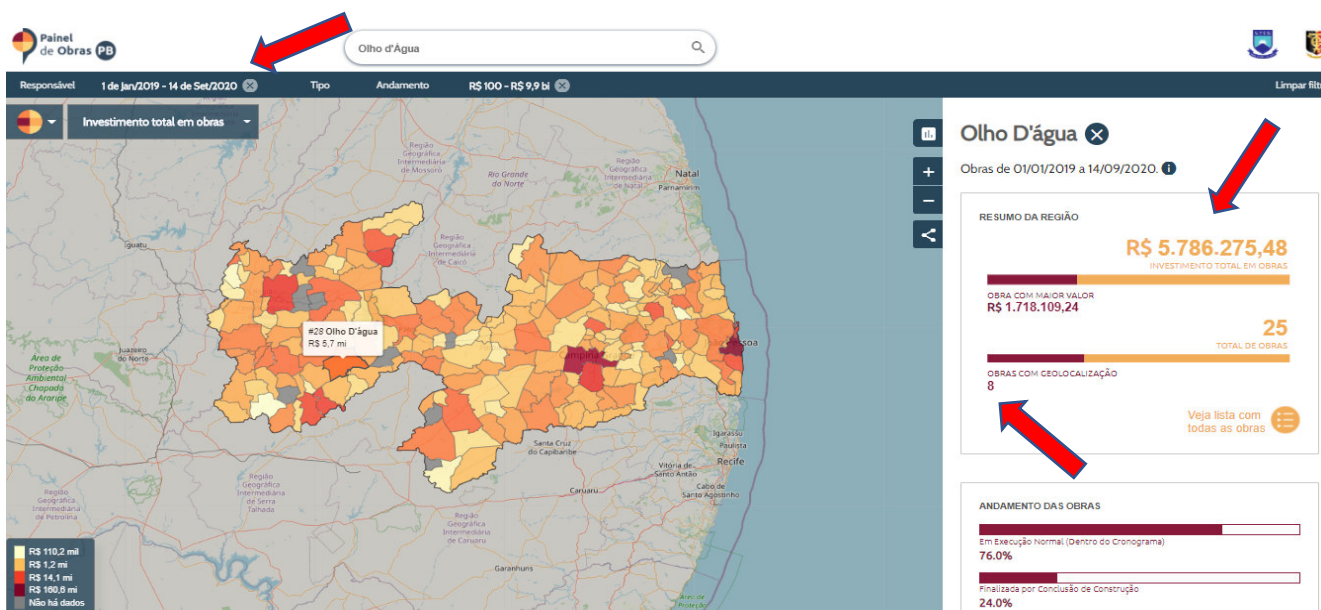 Painel
de Obras PB
Olho d'Água
Responsável
1 de Jan/2019 - 14 de Set/2020
Tipo
Andamento
R$ 100 - R$ 9,9 bi
Limpar filtr
Investimento total em obras
Olho D'água
Obras de 01/01/2019 a 14/09/2020.
RESUMO DA REGIÃO
R$ 5.786.275,48
INVESTIMENTO TOTAL EM OBRAS
OBRA COM MAIOR VALOR
R$ 1.718.109,24
25
TOTAL DE OBRAS
OBRAS COM GEOLOCALIZAÇÃO
8
Veja lista com
todas as obras
ANDAMENTO DAS OBRAS
Em Execução Normal (Dentro do Cronograma)
76.0%
Finalizada por Conclusão de Construção
24.0%
Região
Geográfica
Intermediária
de Mossoró
Rio Grande
do Norte
Região
Geográfica
Intermediária
de Natal
Natal
Parnamirim
Iguatu
Região
Geográfica
Intermediária
de Caicó
#28 Olho D'água
R$ 5,7 mi
Juazeiro
do Norte
Área de
Proteção
Ambiental
Chapada
do Araripe
Santa Cruz
do Capibaribe
Igarassu
Paulista
Recife
Vitória de
Santo Antão
Cabo de
Santo Agostinho
Caruaru
Região
Geográfica
Intermediária
de Serra
Talhada
Região
Geográfica
Intermediária
de Petrolina
Região
Geográfica
Intermediária
de Caruaru
Garanhuns
Área de
Proteção
R$ 110,2 mil
R$ 1,2 mi
R$ 14,1 mi
R$ 160,6 mi
Não há dados